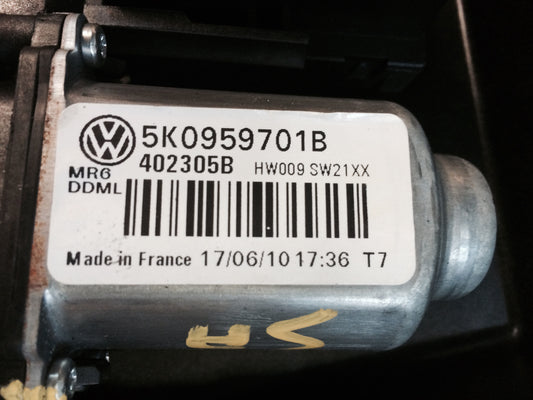 5K0959701B
402305B HW009 SW21XX
MR6
DDML
Made in France 17/06/10 17:36 T7